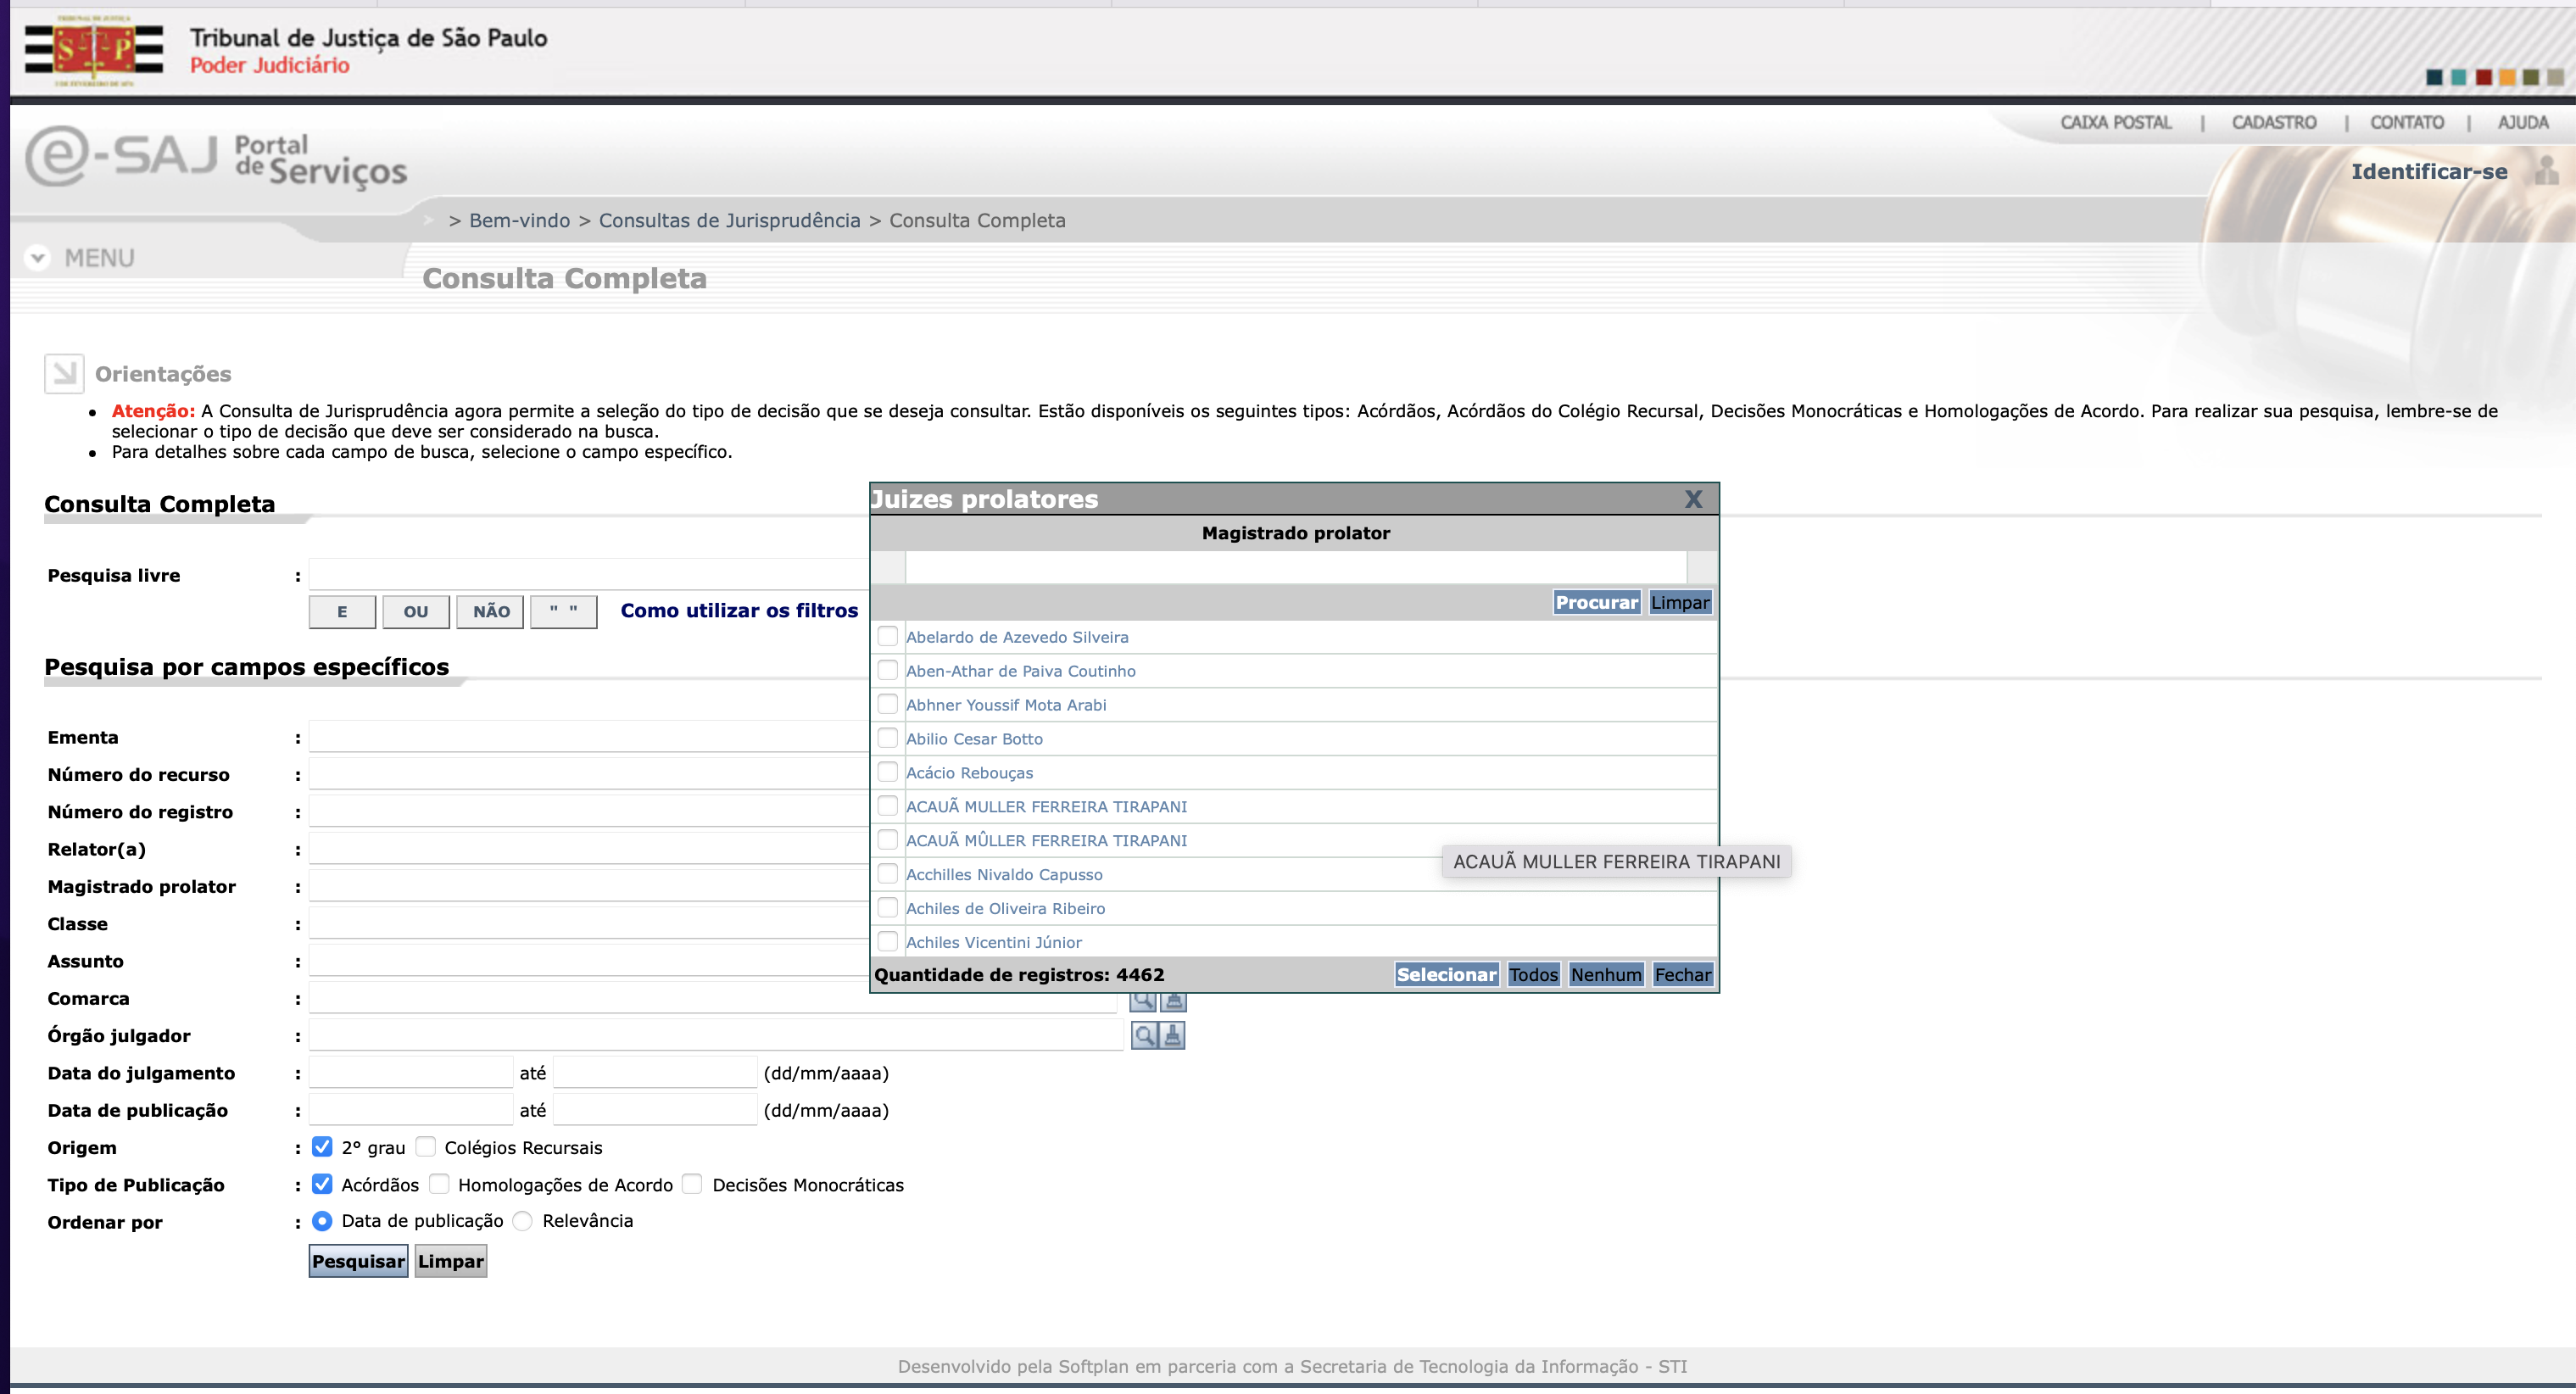 Tribunal de Justiça de São Paulo
Poder Judiciário
S P
CAIXA POSTAL | CADASTRO | CONTATO | AJUDA
e-SAJ Portal de Serviços
Identificar-se
> Bem-vindo > Consultas de Jurisprudência > Consulta Completa
MENU
Consulta Completa
Orientações
Atenção: A Consulta de Jurisprudência agora permite a seleção do tipo de decisão que se deseja consultar. Estão disponíveis os seguintes tipos: Acórdãos, Acórdãos do Colégio Recursal, Decisões Monocráticas e Homologações de Acordo. Para realizar sua pesquisa, lembre-se de
selecionar o tipo de decisão que deve ser considerado na busca.
Para detalhes sobre cada campo de busca, selecione o campo específico.
Consulta Completa
Pesquisa livre :
E OU NÃO " " Como utilizar os filtros
Pesquisa por campos específicos
Ementa :
Número do recurso :
Número do registro :
Relator(a) :
Magistrado prolator :
Classe :
Assunto :
Comarca :
Órgão julgador :
Data do julgamento : até (dd/mm/aaaa)
Data de publicação : até (dd/mm/aaaa)
Origem : 2º grau Colégios Recursais
Tipo de Publicação : Acórdãos Homologações de Acordo Decisões Monocráticas
Ordenar por : Data de publicação Relevância
Pesquisar Limpar
Juizes prolatores X
Magistrado prolator
Procurar Limpar
Abelardo de Azevedo Silveira
Aben-Athar de Paiva Coutinho
Abhner Youssif Mota Arabi
Abilio Cesar Botto
Acácio Rebouças
ACAUÃ MULLER FERREIRA TIRAPANI
ACAUÃ MÛLLER FERREIRA TIRAPANI
ACAUÃ MULLER FERREIRA TIRAPANI
Acchilles Nivaldo Capusso
Achiles de Oliveira Ribeiro
Achiles Vicentini Júnior
Quantidade de registros: 4462 Selecionar Todos Nenhum Fechar
Desenvolvido pela Softplan em parceria com a Secretaria de Tecnologia da Informação - STI